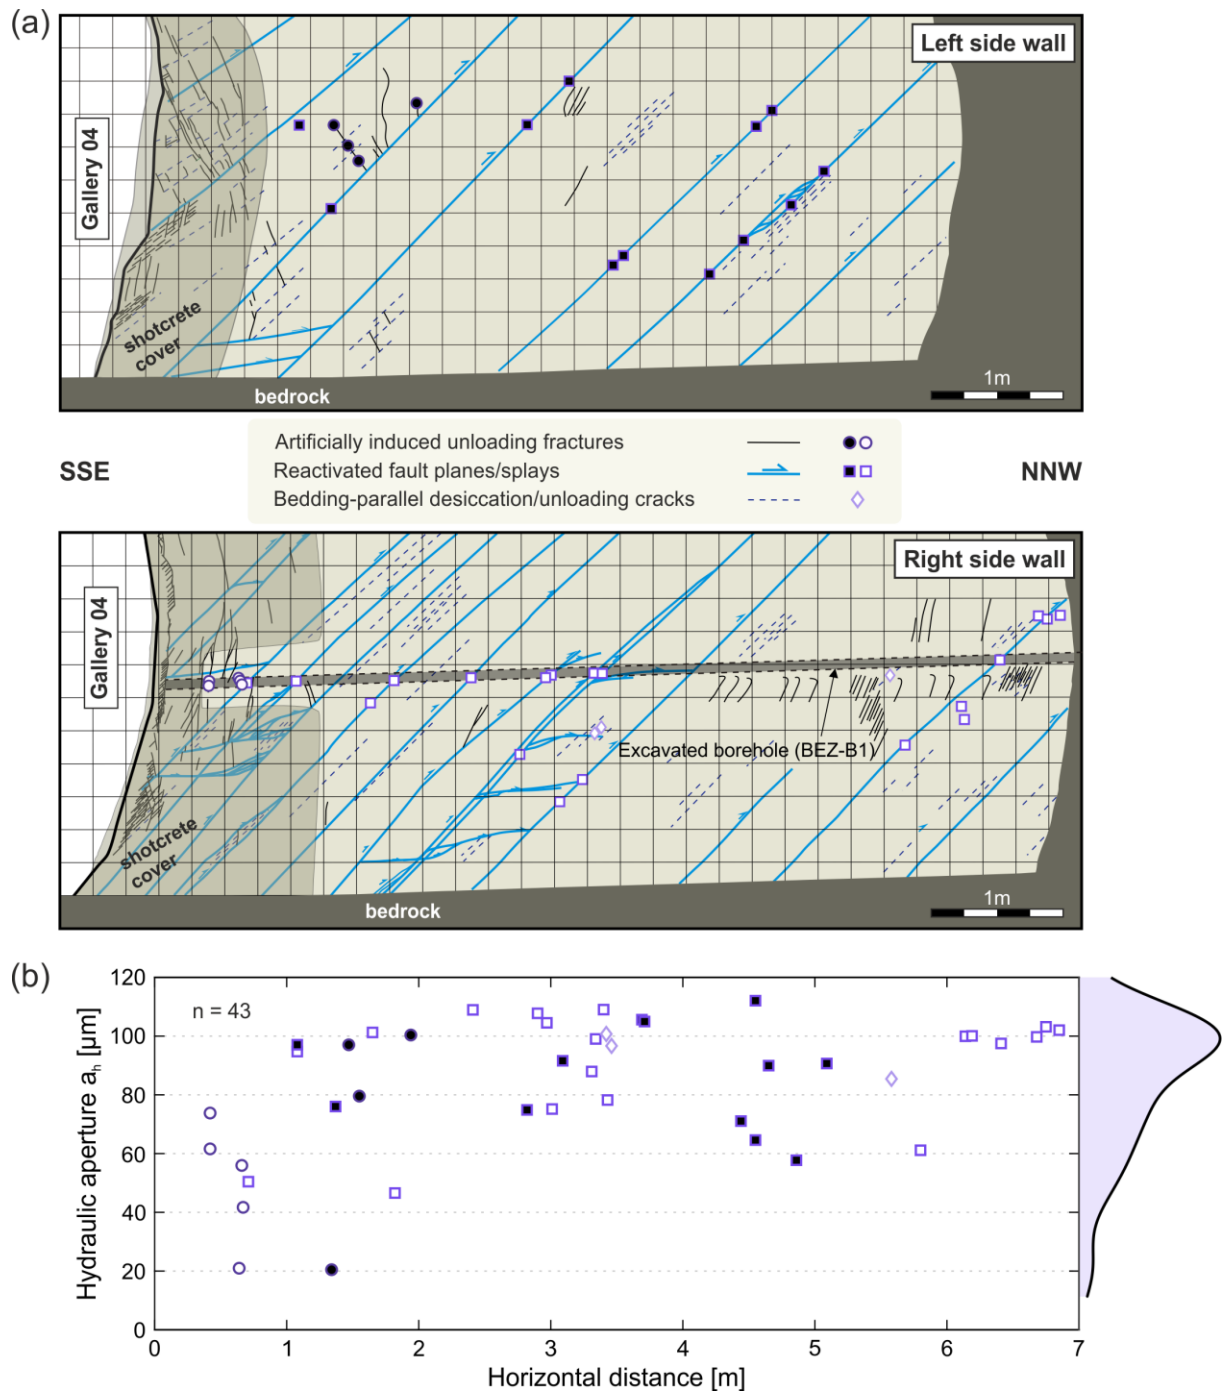 (a)
Left side wall
Gallery 04
shotcrete
cover
1m
bedrock
Artificially induced unloading fractures
SSE
Reactivated fault planes/splays
NNW
Bedding-parallel desiccation/unloading cracks
Right side wall
Gallery 04
Excavated borehole (BEZ-B1)
shotcrete
cover
1m
bedrock
(b)
n = 43
Hydraulic aperture aₕ [µm]
120
100
80
60
40
20
0
0 1 2 3 4 5 6 7
Horizontal distance [m]